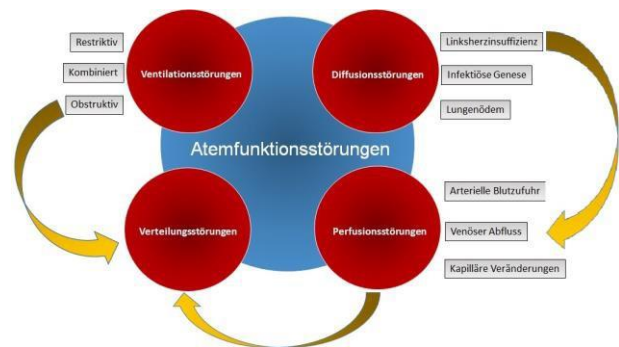 Restriktiv
Kombiniert
Obstruktiv
Ventilationsstörungen
Diffusionsstörungen
Linksherzinsuffizienz
Infektiöse Genese
Lungenödem
Atemfunktionsstörungen
Verteilungsstörungen
Perfusionsstörungen
Arterielle Blutzufuhr
Venöser Abfluss
Kapilläre Veränderungen